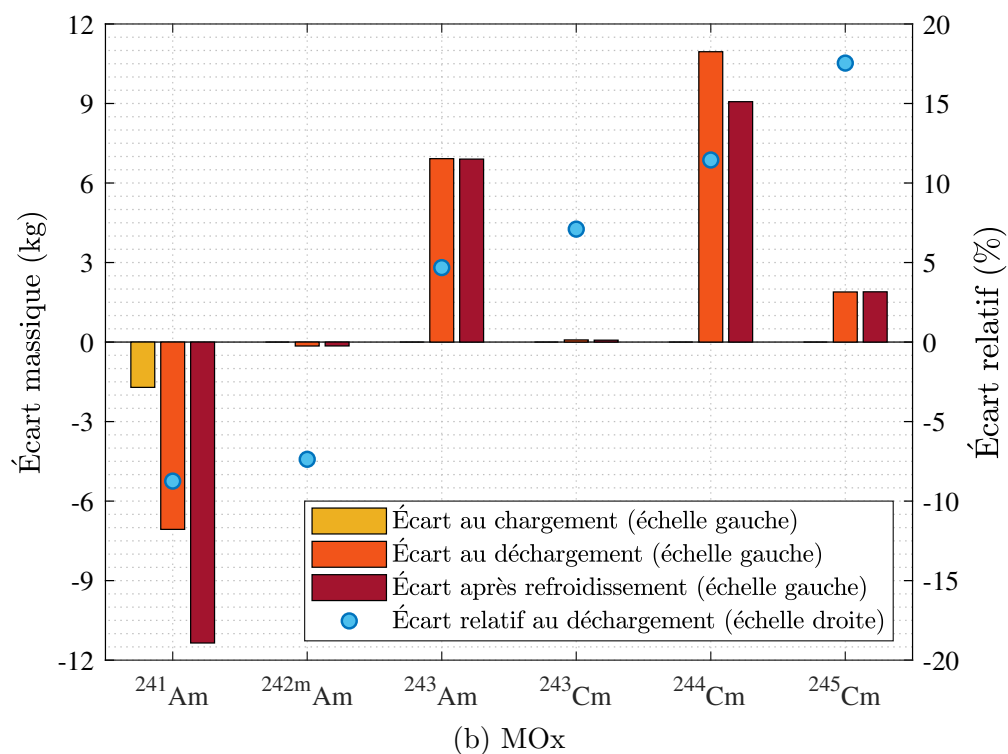 12
9
6
3
0
-3
-6
-9
-12
Écart massique (kg)
20
15
10
5
0
-5
-10
-15
-20
Écart relatif (%)
Écart au chargement (échelle gauche)
Écart au déchargement (échelle gauche)
Écart après refroidissement (échelle gauche)
Écart relatif au déchargement (échelle droite)
²⁴¹Am ²⁴²ᵐAm ²⁴³Am ²⁴³Cm ²⁴⁴Cm ²⁴⁵Cm
(b) MOx